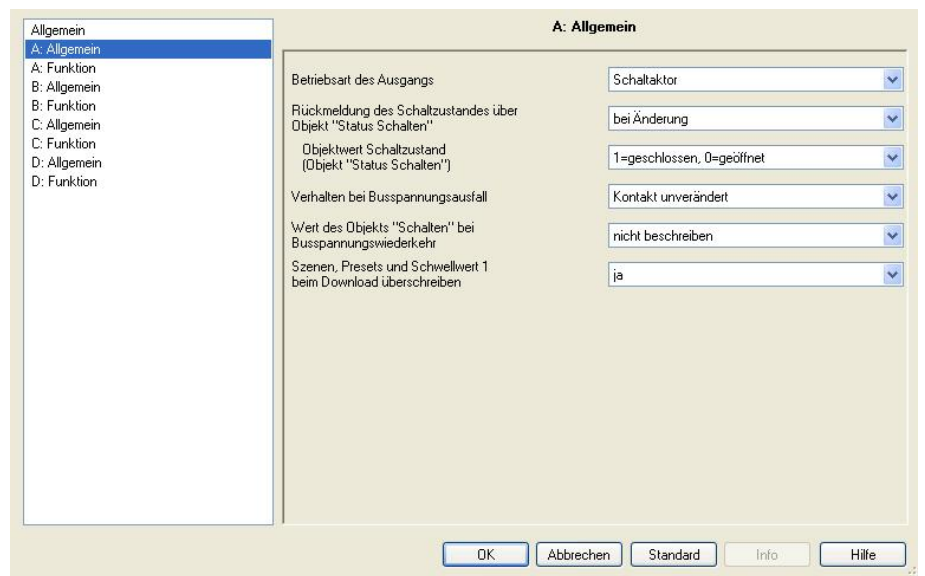 Allgemein
A: Allgemein
A: Funktion
B: Allgemein
B: Funktion
C: Allgemein
C: Funktion
D: Allgemein
D: Funktion
A: Allgemein
Betriebsart des Ausgangs
Schaltaktor
Rückmeldung des Schaltzustandes über
Objekt "Status Schalten"
bei Änderung
Objektwert Schaltzustand
(Objekt "Status Schalten")
1=geschlossen, 0=geöffnet
Verhalten bei Busspannungsausfall
Kontakt unverändert
Wert des Objekts "Schalten" bei
Busspannungswiederkehr
nicht beschreiben
Szenen, Presets und Schwellwert 1
beim Download überschreiben
ja
OK
Abbrechen
Standard
Info
Hilfe